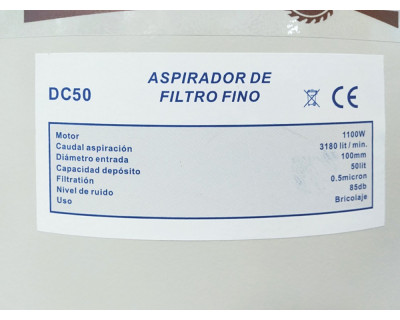 DC50
ASPIRADOR DE
FILTRO FINO
CE
Motor 1100W
Caudal aspiración 3180 lit / min.
Diámetro entrada 100mm
Capacidad depósito 50lit
Filtratión 0.5micron
Nivel de ruido 85db
Uso Bricolaje